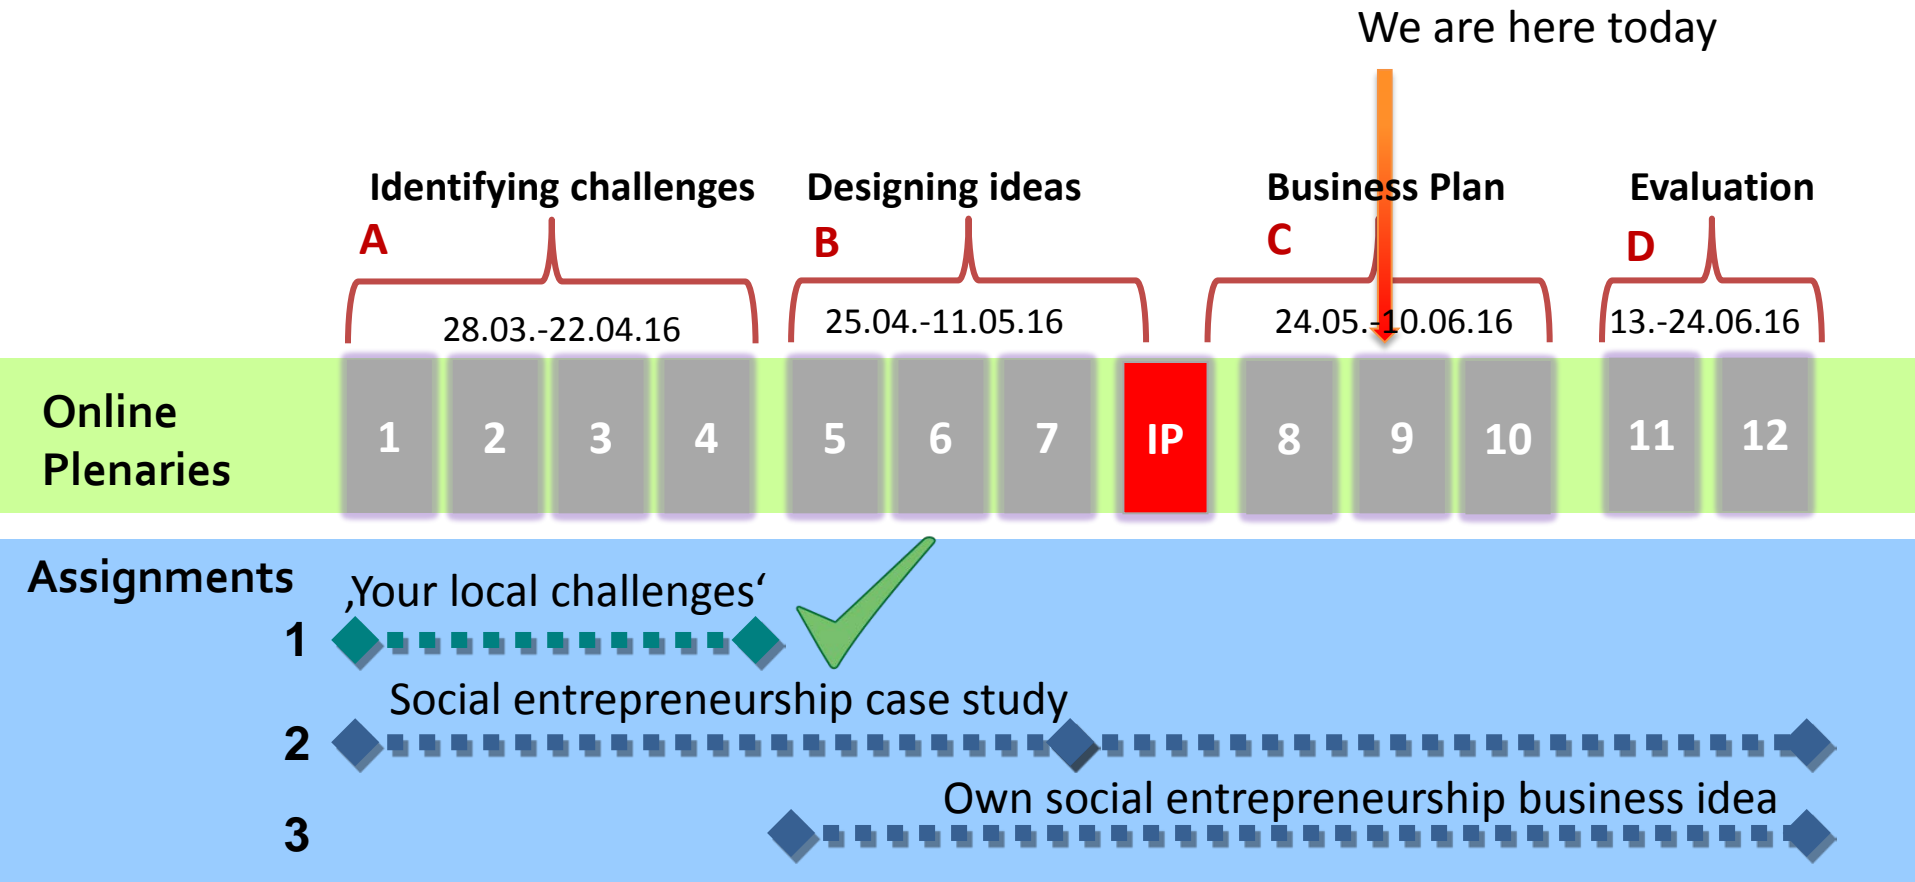 We are here today
Identifying challenges
Designing ideas
Business Plan
Evaluation
A
B
C
D
28.03.-22.04.16
25.04.-11.05.16
24.05.-10.06.16
13.-24.06.16
Online
Plenaries
1
2
3
4
5
6
7
IP
8
9
10
11
12
Assignments
‚Your local challenges‘
1
Social entrepreneurship case study
2
Own social entrepreneurship business idea
3